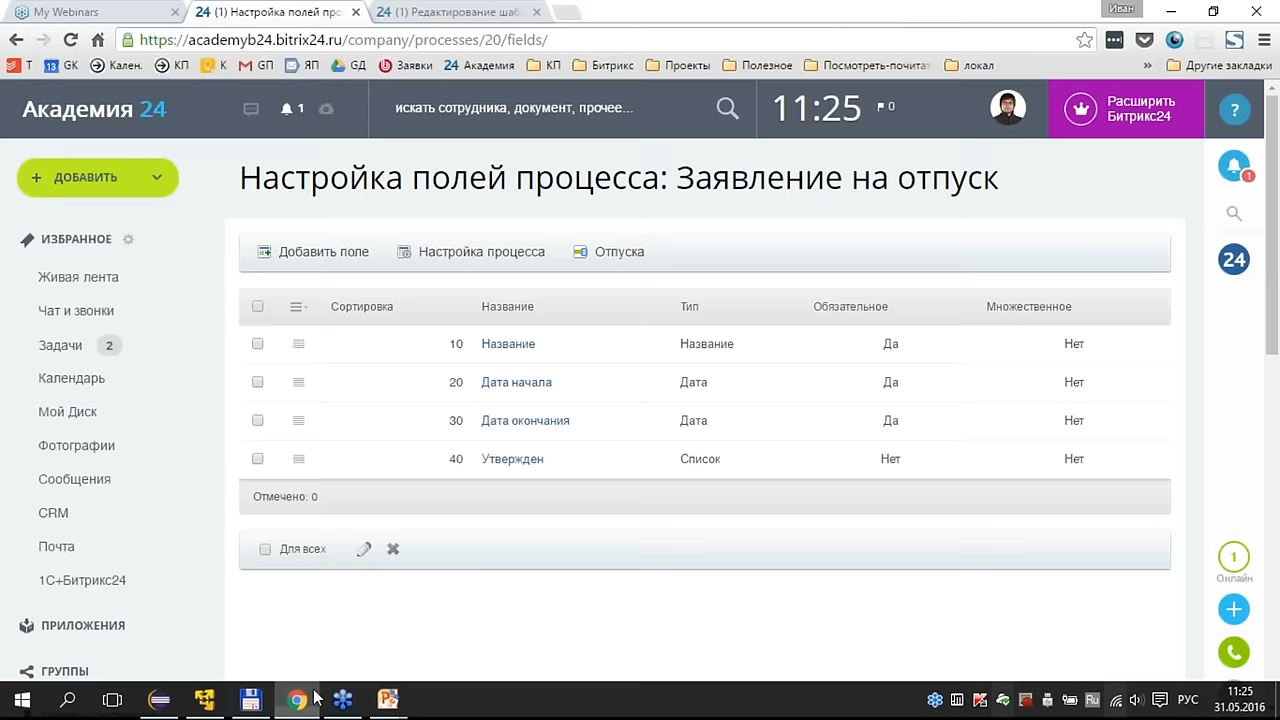 My Webinars
24 (1) Настройка полей про
24 (1) Редактирование шаб
Иван
https://academyb24.bitrix24.ru/company/processes/20/fields/
Т
13 GK
Кален.
КП
К
ГП
ЯП
ГД
Заявки
24 Академия
КП
Битрикс
Проекты
Полезное
Посмотреть-почитат
локал
»
Другие закладки
Академия 24
1
искать сотрудника, документ, прочее...
11:25
0
Расширить
Битрикс24
?
+ ДОБАВИТЬ
Настройка полей процесса: Заявление на отпуск
1
ИЗБРАННОЕ
Живая лента
Чат и звонки
Задачи 2
Календарь
Мой Диск
Фотографии
Сообщения
CRM
Почта
1С+Битрикс24
ПРИЛОЖЕНИЯ
ГРУППЫ
Добавить поле Настройка процесса Отпуска
Сортировка Название Тип Обязательное Множественное
10 Название Название Да Нет
20 Дата начала Дата Да Нет
30 Дата окончания Дата Да Нет
40 Утвержден Список Нет Нет
Отмечено: 0
Для всех
24
1
Онлайн
Ru
РУС
11:25
31.05.2016